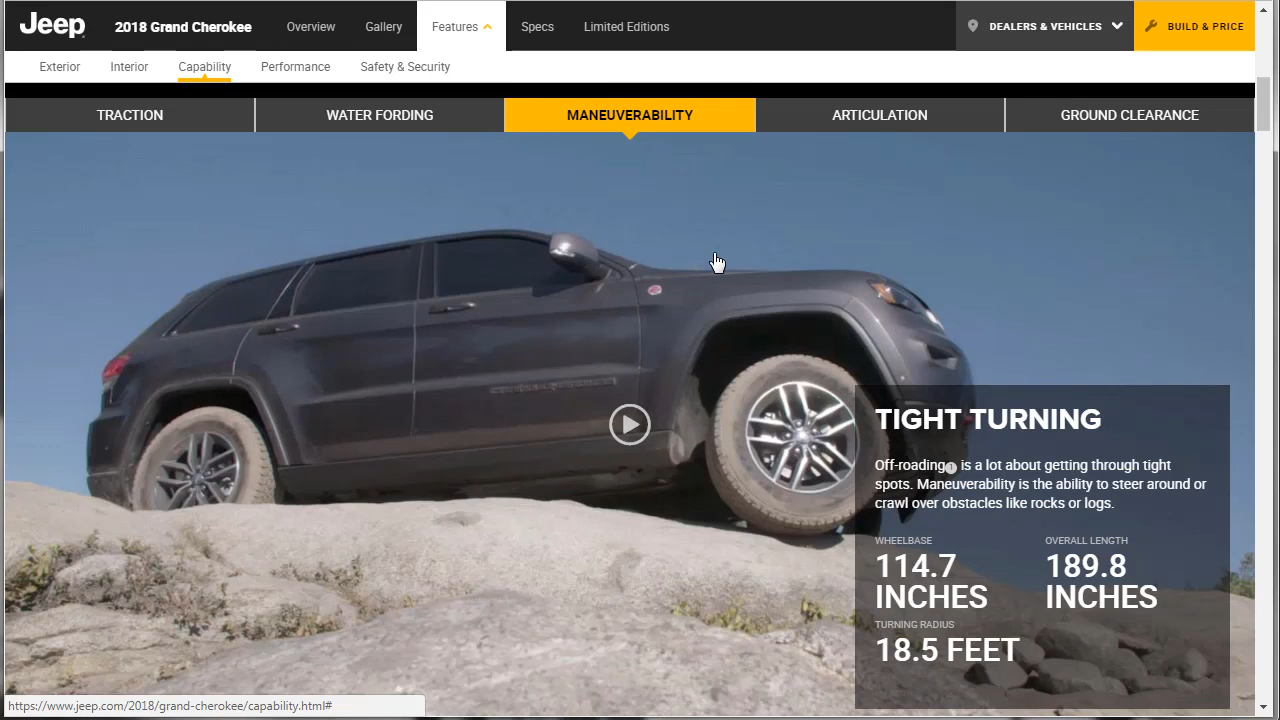 Jeep
2018 Grand Cherokee
Overview
Gallery
Features
Specs
Limited Editions
DEALERS & VEHICLES
BUILD & PRICE
Exterior
Interior
Capability
Performance
Safety & Security
TRACTION
WATER FORDING
MANEUVERABILITY
ARTICULATION
GROUND CLEARANCE
TIGHT TURNING
Off-roading is a lot about getting through tight
spots. Maneuverability is the ability to steer around or
crawl over obstacles like rocks or logs.
WHEELBASE
114.7
INCHES
OVERALL LENGTH
189.8
INCHES
TURNING RADIUS
18.5 FEET
https://www.jeep.com/2018/grand-cherokee/capability.html#